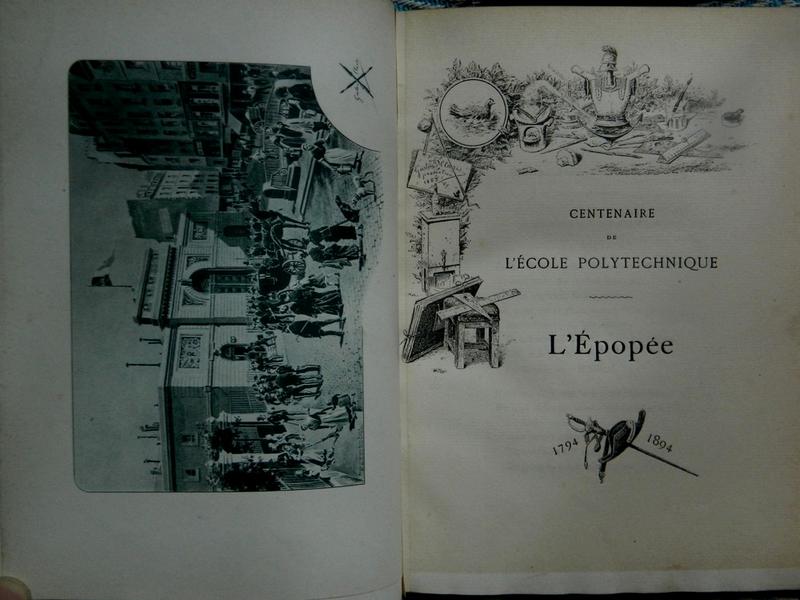 CENTENAIRE
DE
L'ÉCOLE POLYTECHNIQUE
L'Épopée
1794 1894